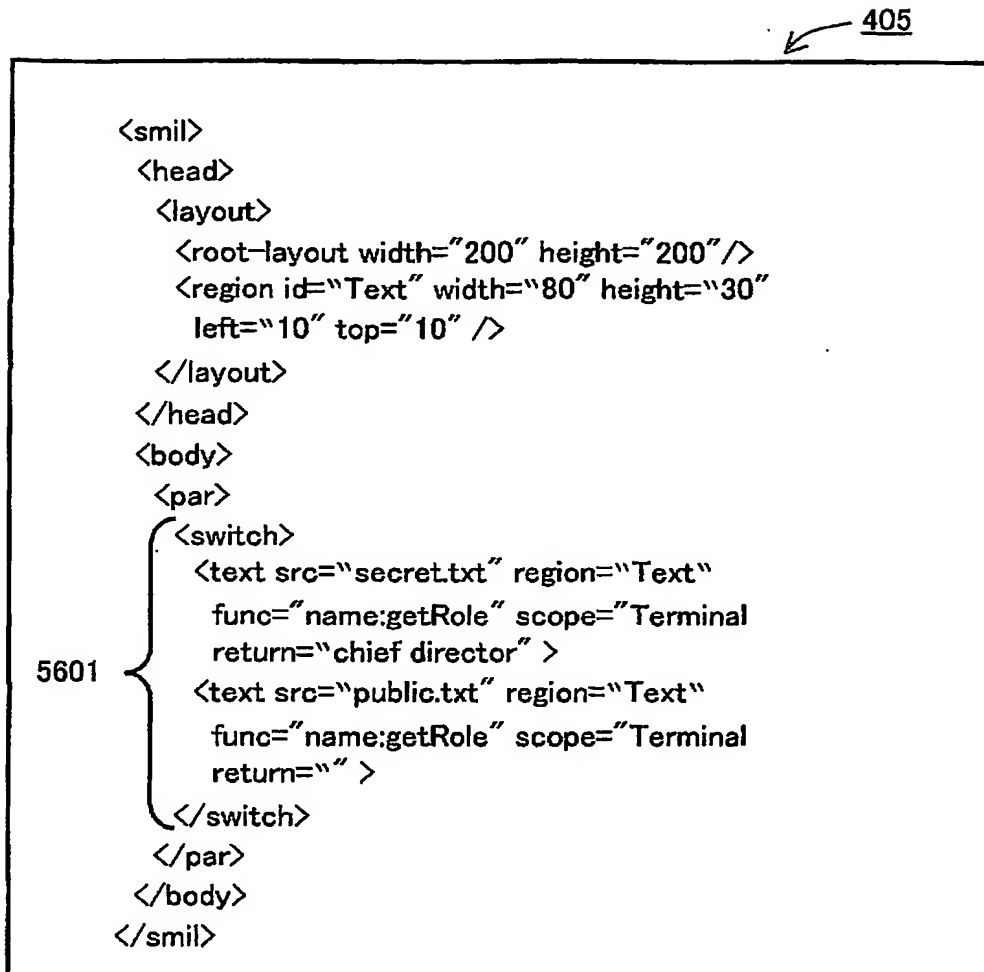 405
<smil>
<head>
<layout>
<root-layout width="200" height="200"/>
<region id="Text" width="80" height="30"
left="10" top="10" />
</layout>
</head>
<body>
<par>
<switch>
<text src="secret.txt" region="Text"
func="name:getRole" scope="Terminal
return="chief director" >
5601
<text src="public.txt" region="Text"
func="name:getRole" scope="Terminal
return="" >
</switch>
</par>
</body>
</smil>